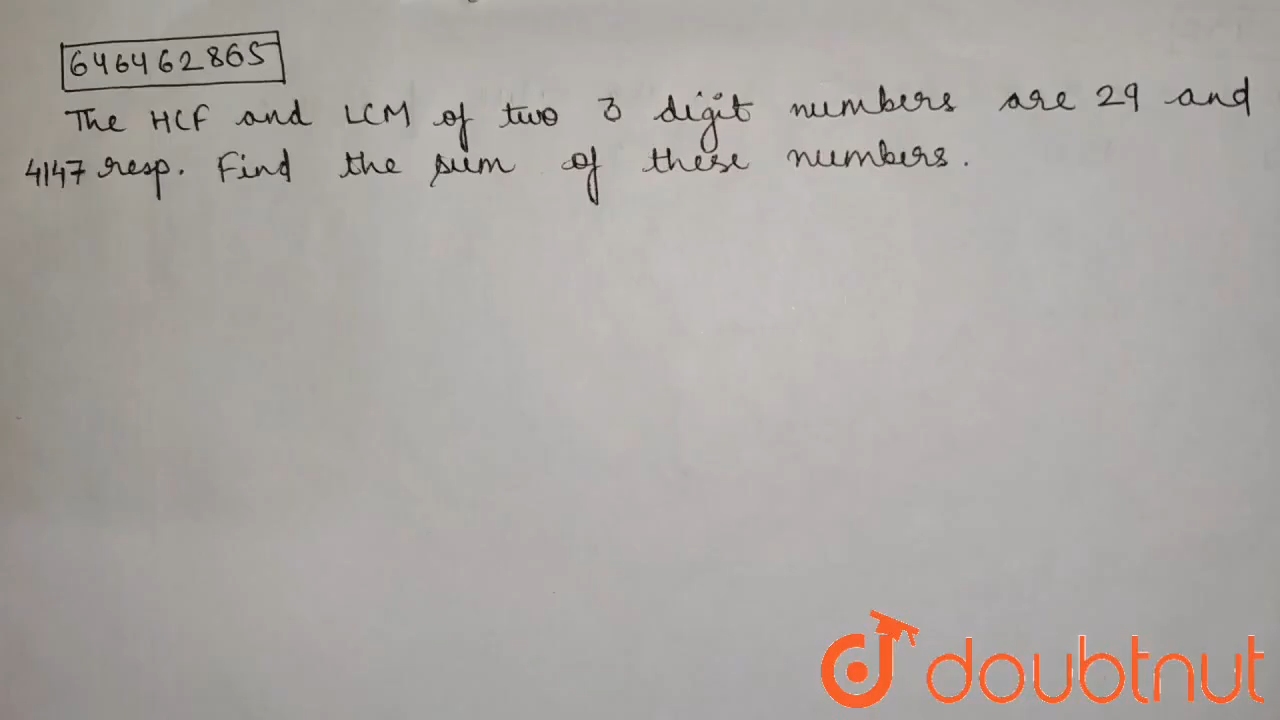 646462865
The HCF and LCM of two 3 digit numbers are 29 and
4147 resp. Find the sum of these numbers.
doubtnut